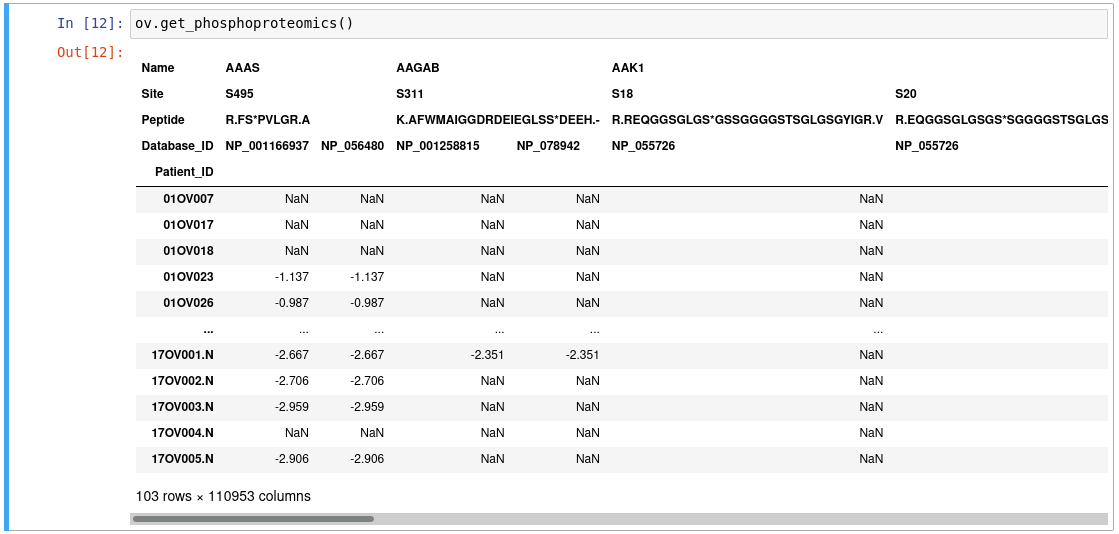 In [12]: ov.get_phosphoproteomics()
Out[12]:
Name AAAS AAGAB AAK1
Site S495 S311 S18 S20
Peptide R.FS*PVLGR.A K.AFWMAIGGDRDEIEGLSS*DEEH.- R.REQGGSGLGS*GSSGGGGSTSGLGSGYIGR.V R.EQGGSGLGSGS*SGGGGSTSGLGS
Database_ID NP_001166937 NP_056480 NP_001258815 NP_078942 NP_055726 NP_055726
Patient_ID
01OV007 NaN NaN NaN NaN NaN
01OV017 NaN NaN NaN NaN NaN
01OV018 NaN NaN NaN NaN NaN
01OV023 -1.137 -1.137 NaN NaN NaN
01OV026 -0.987 -0.987 NaN NaN NaN
... ... ... ... ... ...
17OV001.N -2.667 -2.667 -2.351 -2.351 NaN
17OV002.N -2.706 -2.706 NaN NaN NaN
17OV003.N -2.959 -2.959 NaN NaN NaN
17OV004.N NaN NaN NaN NaN NaN
17OV005.N -2.906 -2.906 NaN NaN NaN
103 rows × 110953 columns